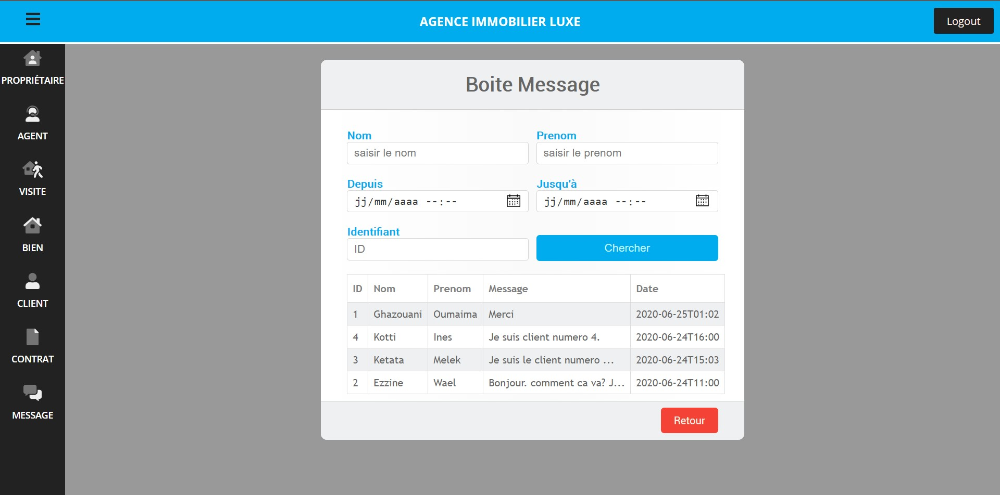 AGENCE IMMOBILIER LUXE
Logout
PROPRIÉTAIRE
AGENT
VISITE
BIEN
CLIENT
CONTRAT
MESSAGE
Boite Message
Nom Prenom
saisir le nom saisir le prenom
Depuis Jusqu'à
jj/mm/aaaa --:-- jj/mm/aaaa --:--
Identifiant
ID Chercher
ID Nom Prenom Message Date
1 Ghazouani Oumaima Merci 2020-06-25T01:02
4 Kotti Ines Je suis client numero 4. 2020-06-24T16:00
3 Ketata Melek Je suis le client numero ... 2020-06-24T15:03
2 Ezzine Wael Bonjour. comment ca va? J... 2020-06-24T11:00
Retour